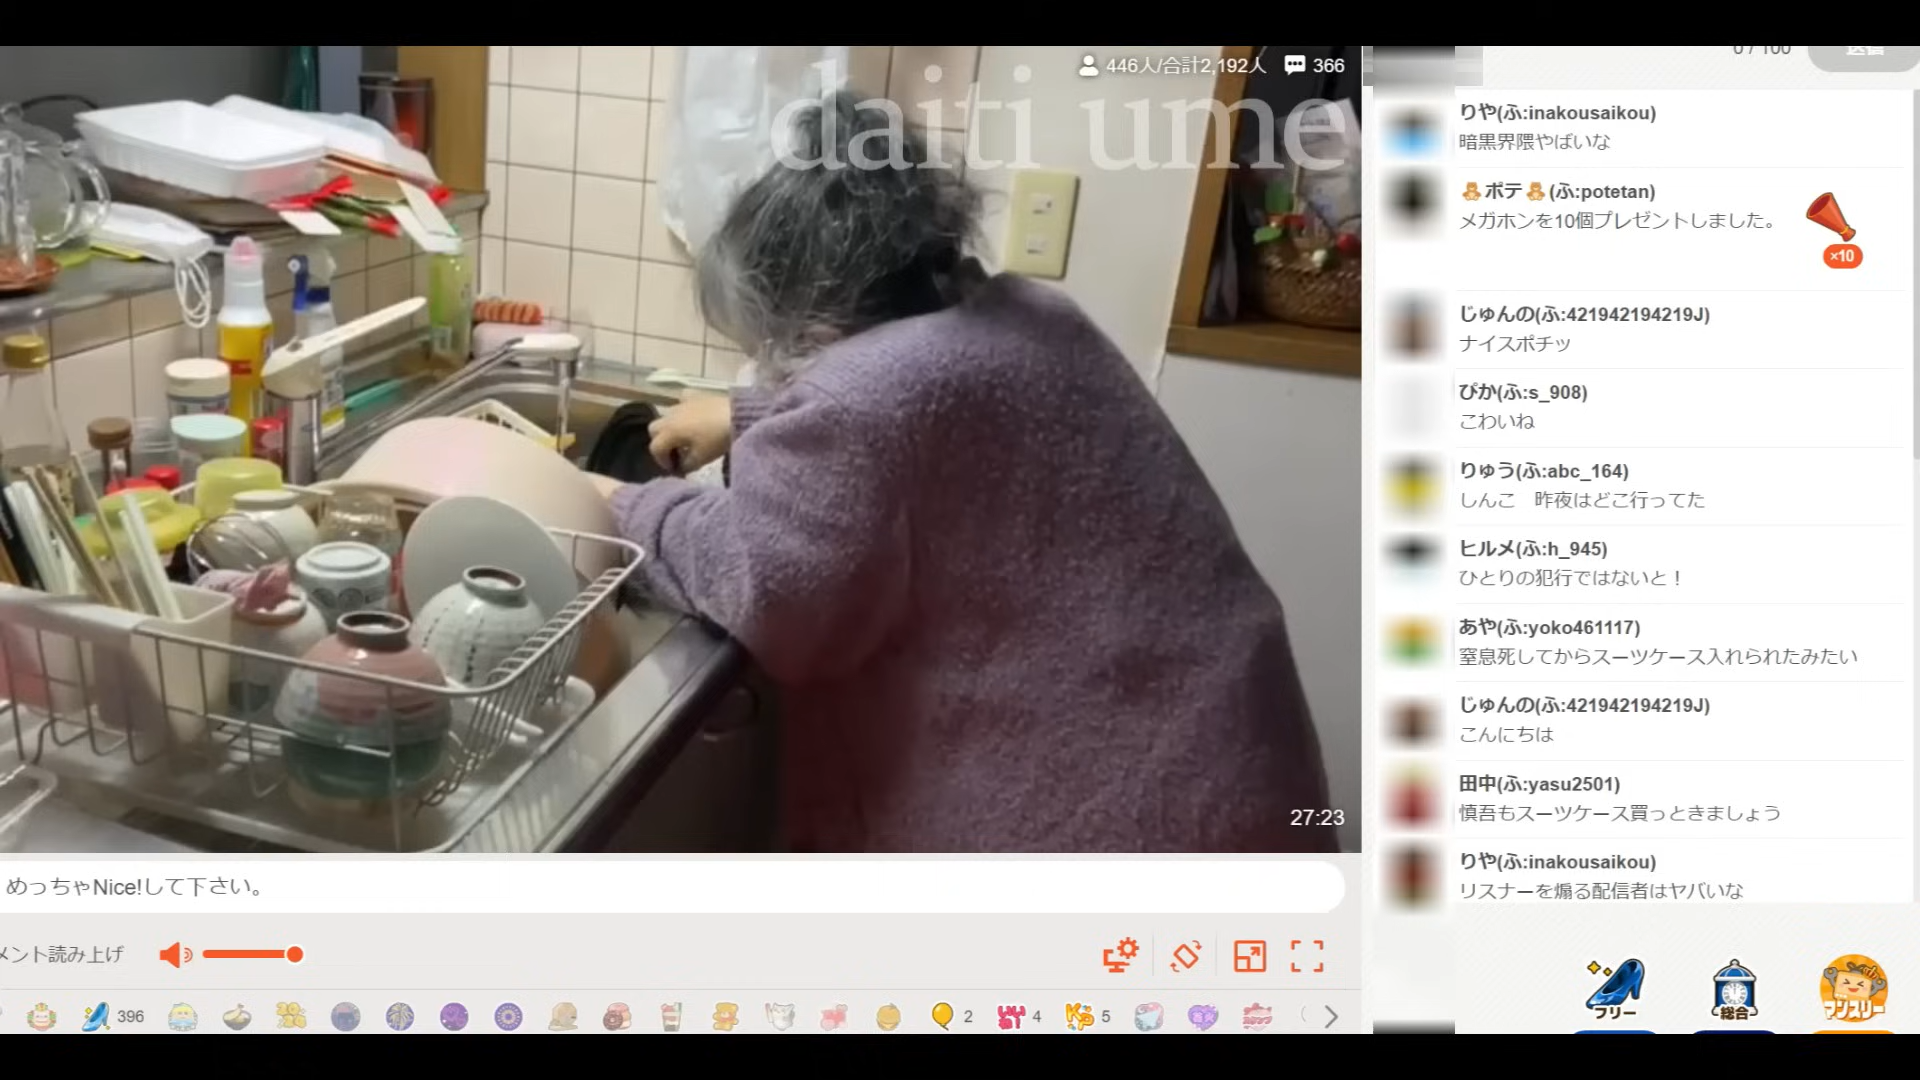 446人/合計2,192人 366
daiti ume
27:23
めっちゃNice!して下さい。
メント読み上げ
396
2
4
5
0 / 100
送信
りや(ふ:inakousaikou)
暗黒界隈やばいな
🧸ポテ🧸(ふ:potetan)
メガホンを10個プレゼントしました。
×10
じゅんの(ふ:421942194219J)
ナイスポチッ
ぴか(ふ:s_908)
こわいね
りゅう(ふ:abc_164)
しんこ　昨夜はどこ行ってた
ヒルメ(ふ:h_945)
ひとりの犯行ではないと！
あや(ふ:yoko461117)
窒息死してからスーツケース入れられたみたい
じゅんの(ふ:421942194219J)
こんにちは
田中(ふ:yasu2501)
慎吾もスーツケース買っときましょう
りや(ふ:inakousaikou)
リスナーを煽る配信者はヤバいな
フリー
総合
マンスリー